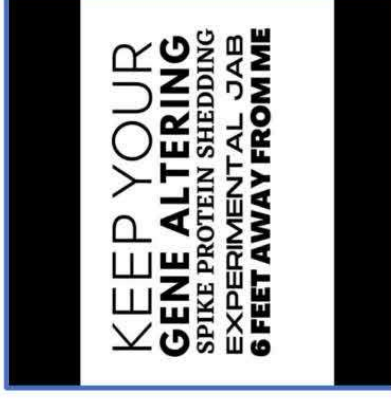 KEEP YOUR
GENE ALTERING
SPIKE PROTEIN SHEDDING
EXPERIMENTAL JAB
6 FEET AWAY FROM ME